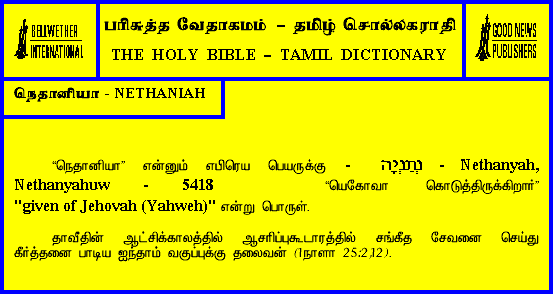 BELLWETHER
INTERNATIONAL
பரிசுத்த வேதாகமம் – தமிழ் சொல்லகராதி
THE HOLY BIBLE – TAMIL DICTIONARY
GOOD NEWS
PUBLISHERS
நெதானியா - NETHANIAH
“நெதானியா” என்னும் எபிரெய பெயருக்கு - נְתַנְיָה - Nethanyah,
Nethanyahuw - 5418 “யெகோவா கொடுத்திருக்கிறார்”
"given of Jehovah (Yahweh)" என்று பொருள்.
தாவீதின் ஆட்சிக்காலத்தில் ஆசரிப்புகூடாரத்தில் சங்கீத சேவனை செய்து
கீர்த்தனை பாடிய ஐந்தாம் வகுப்புக்கு தலைவன் (1நாளா 25:2,12).